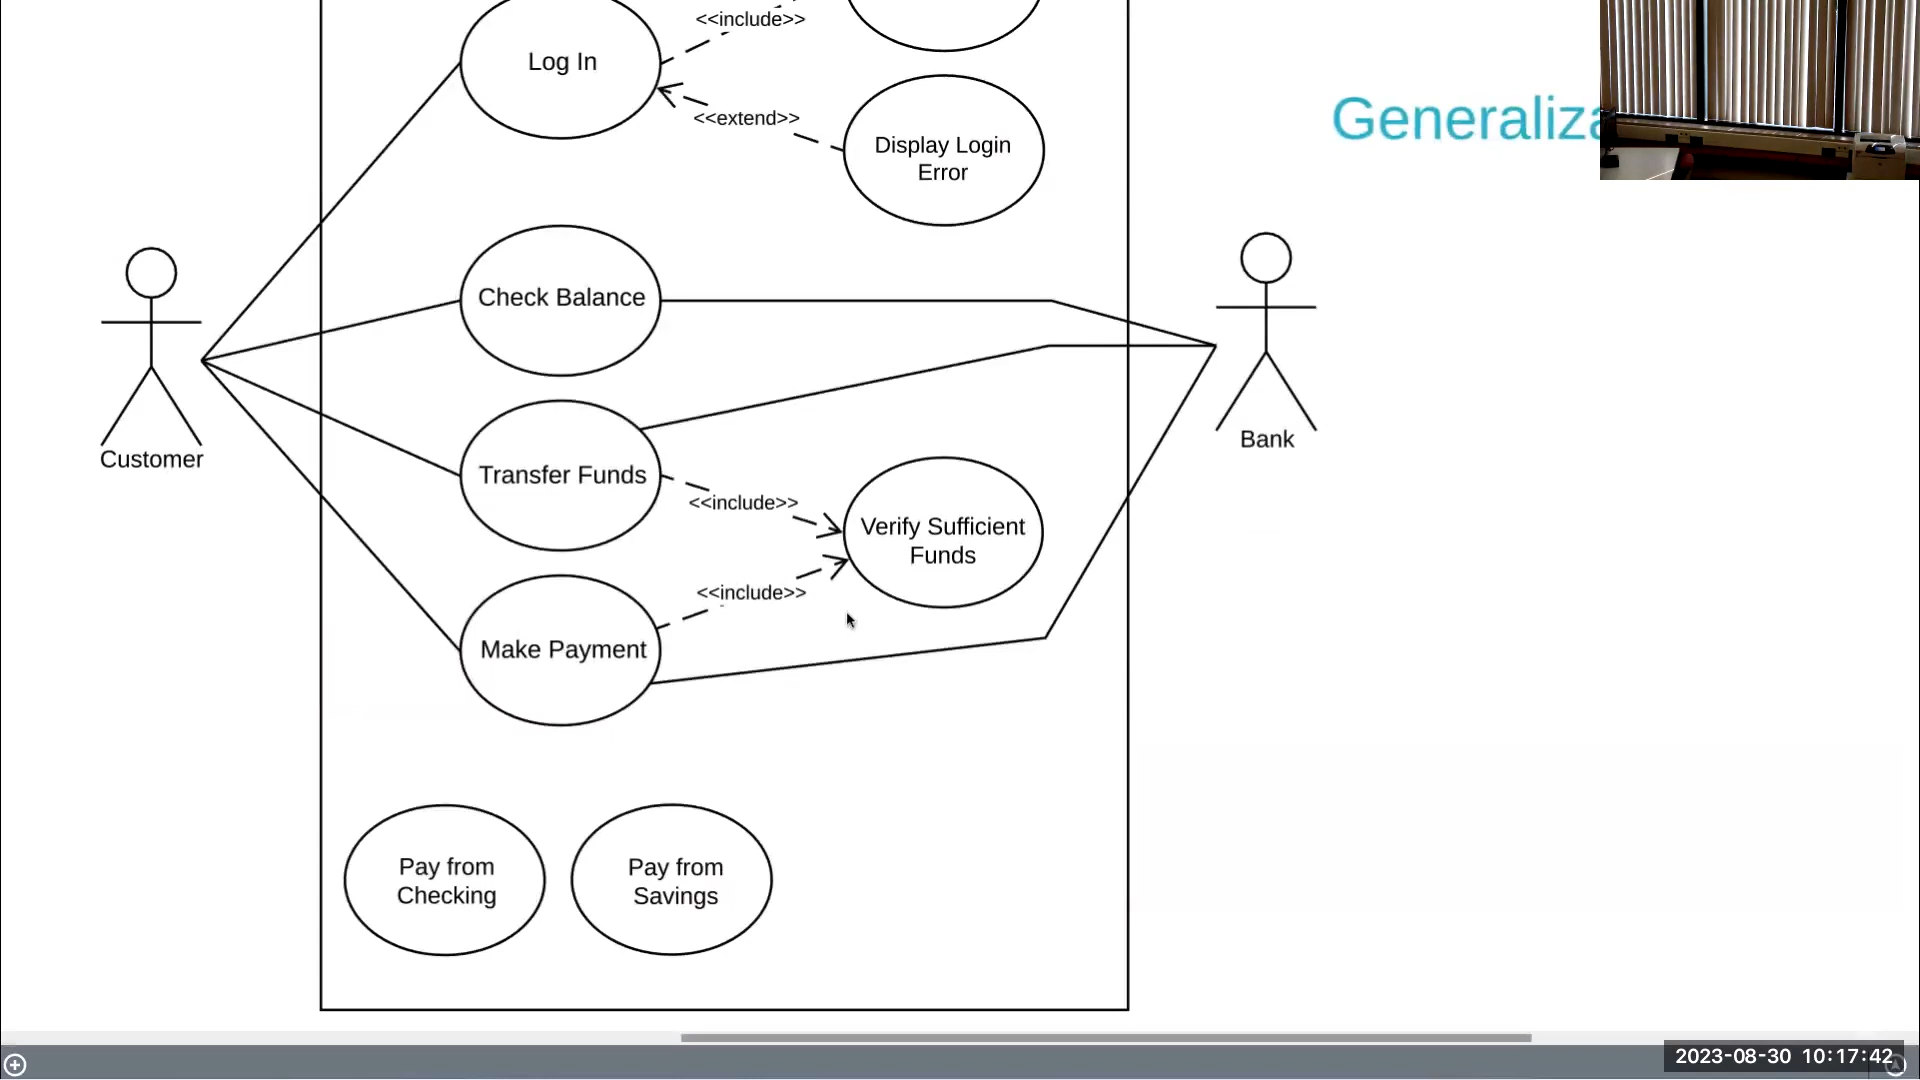 <<include>>
Log In
Generaliza
<<extend>>
Display Login
Error
Check Balance
Customer
Bank
Transfer Funds
<<include>>
Verify Sufficient
Funds
<<include>>
Make Payment
Pay from
Checking
Pay from
Savings
2023-08-30 10:17:42